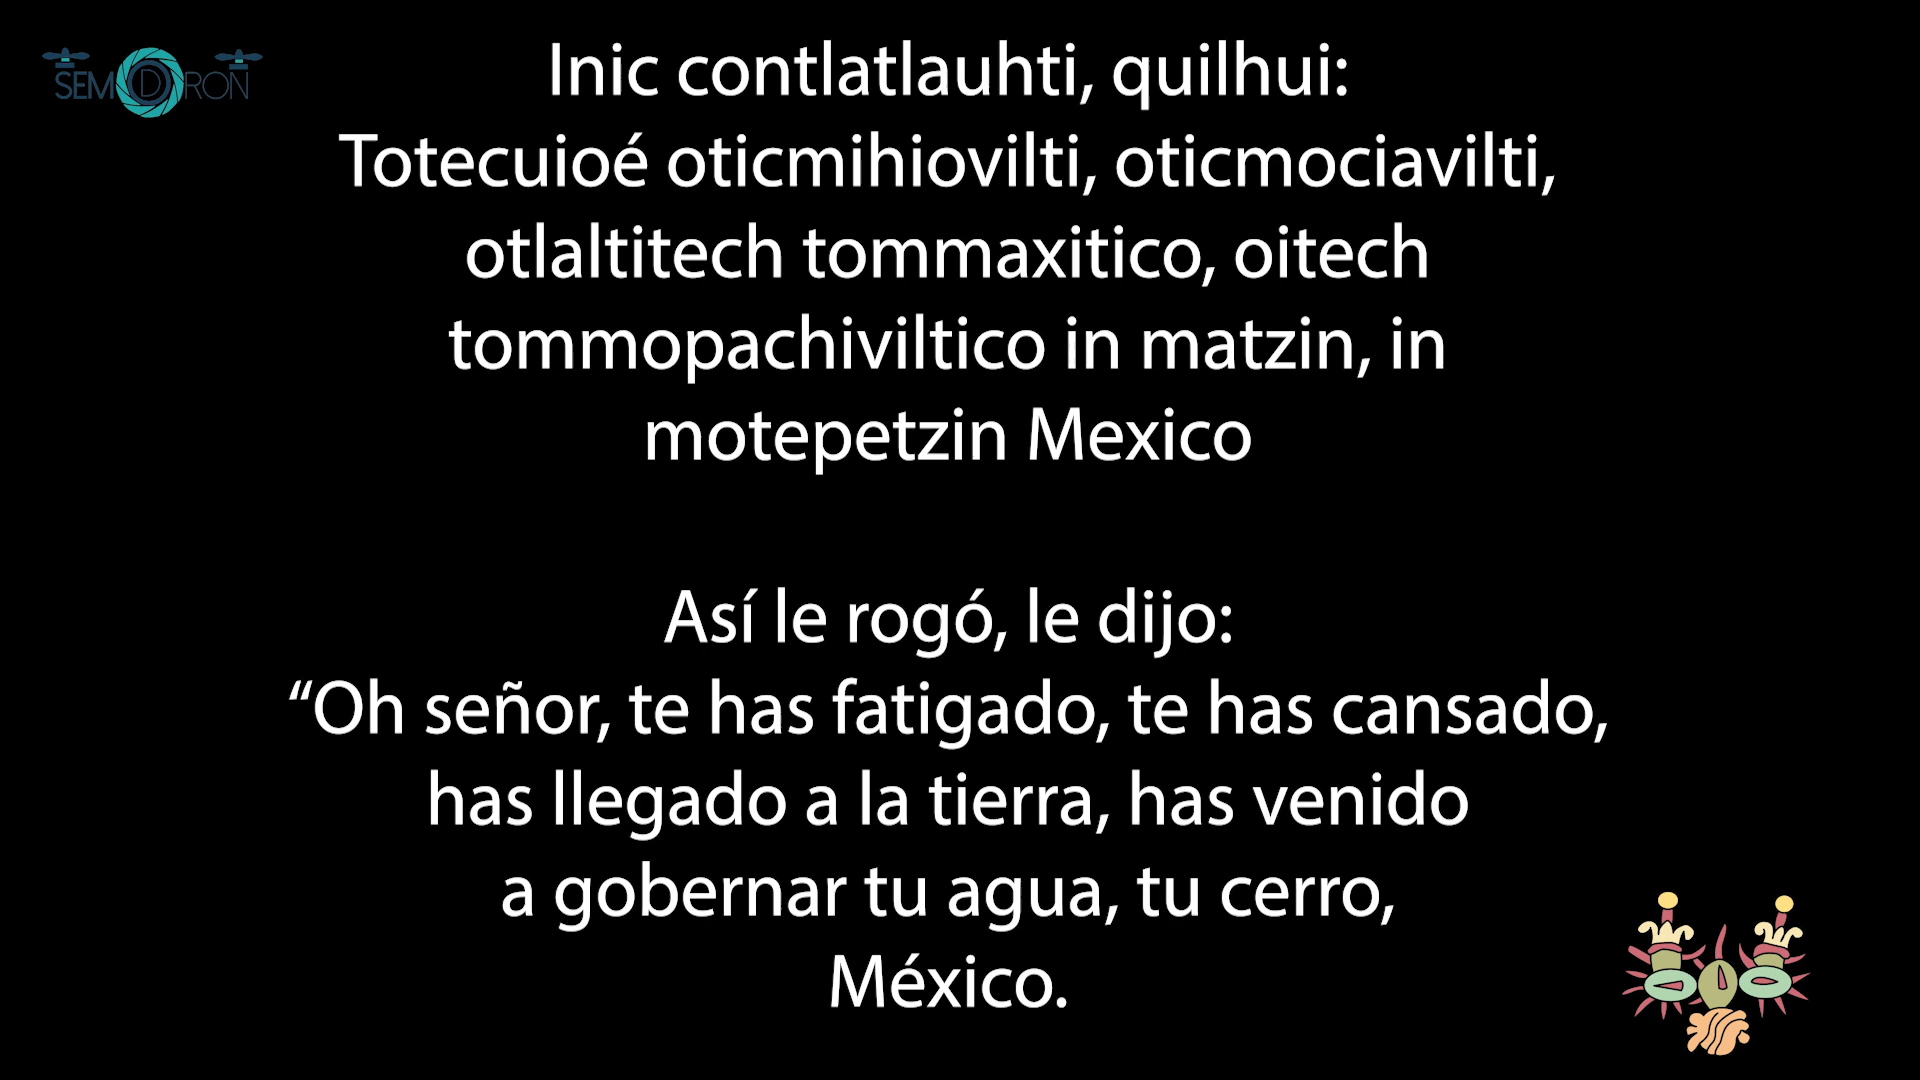 SEMODRON
Inic contlatlauhti, quilhui:
Totecuioé oticmihiovilti, oticmociavilti,
otlaltitech tommaxitico, oitech
tommopachiviltico in matzin, in
motepetzin Mexico
Así le rogó, le dijo:
“Oh señor, te has fatigado, te has cansado,
has llegado a la tierra, has venido
a gobernar tu agua, tu cerro,
México.